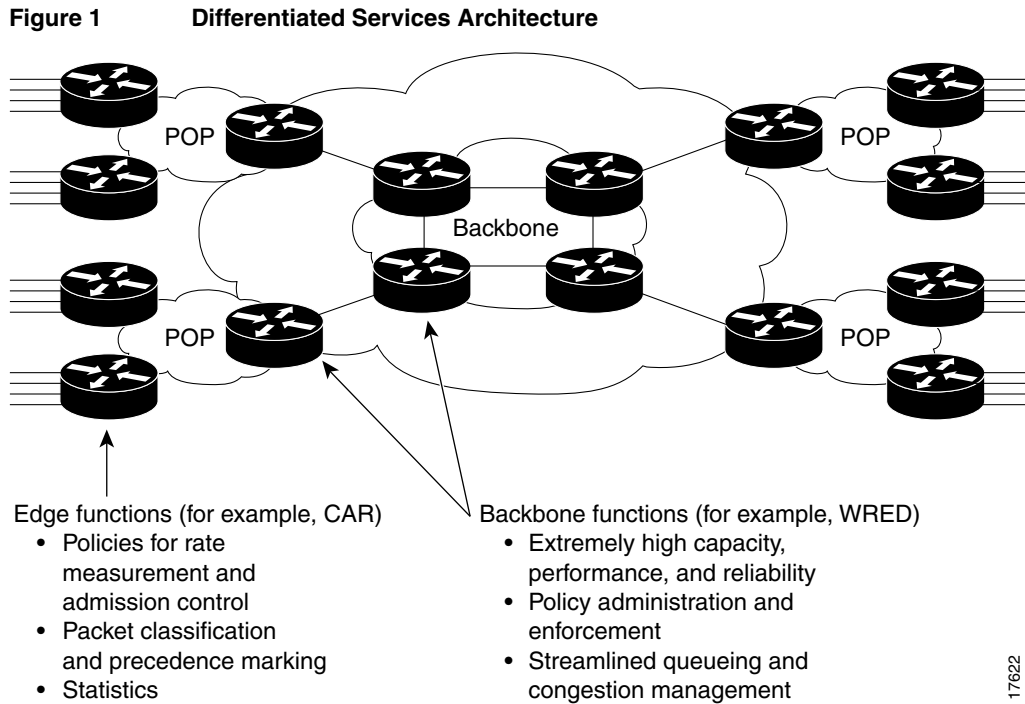 Figure 1 Differentiated Services Architecture
POP
POP
Backbone
POP
POP
Edge functions (for example, CAR)
• Policies for rate
measurement and
admission control
• Packet classification
and precedence marking
• Statistics
Backbone functions (for example, WRED)
• Extremely high capacity,
performance, and reliability
• Policy administration and
enforcement
• Streamlined queueing and
congestion management
17622